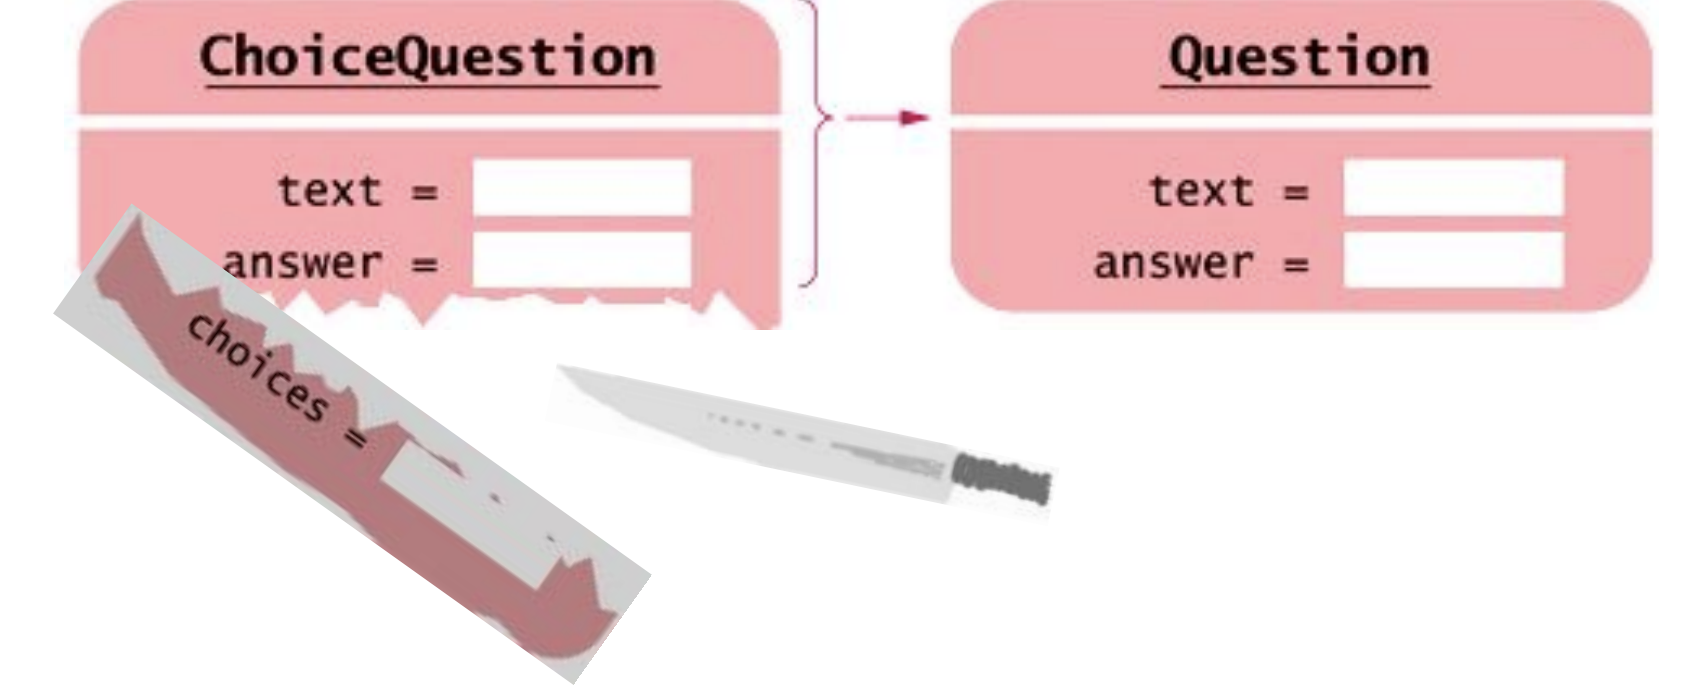 ChoiceQuestion
text =
answer =
choices =
Question
text =
answer =